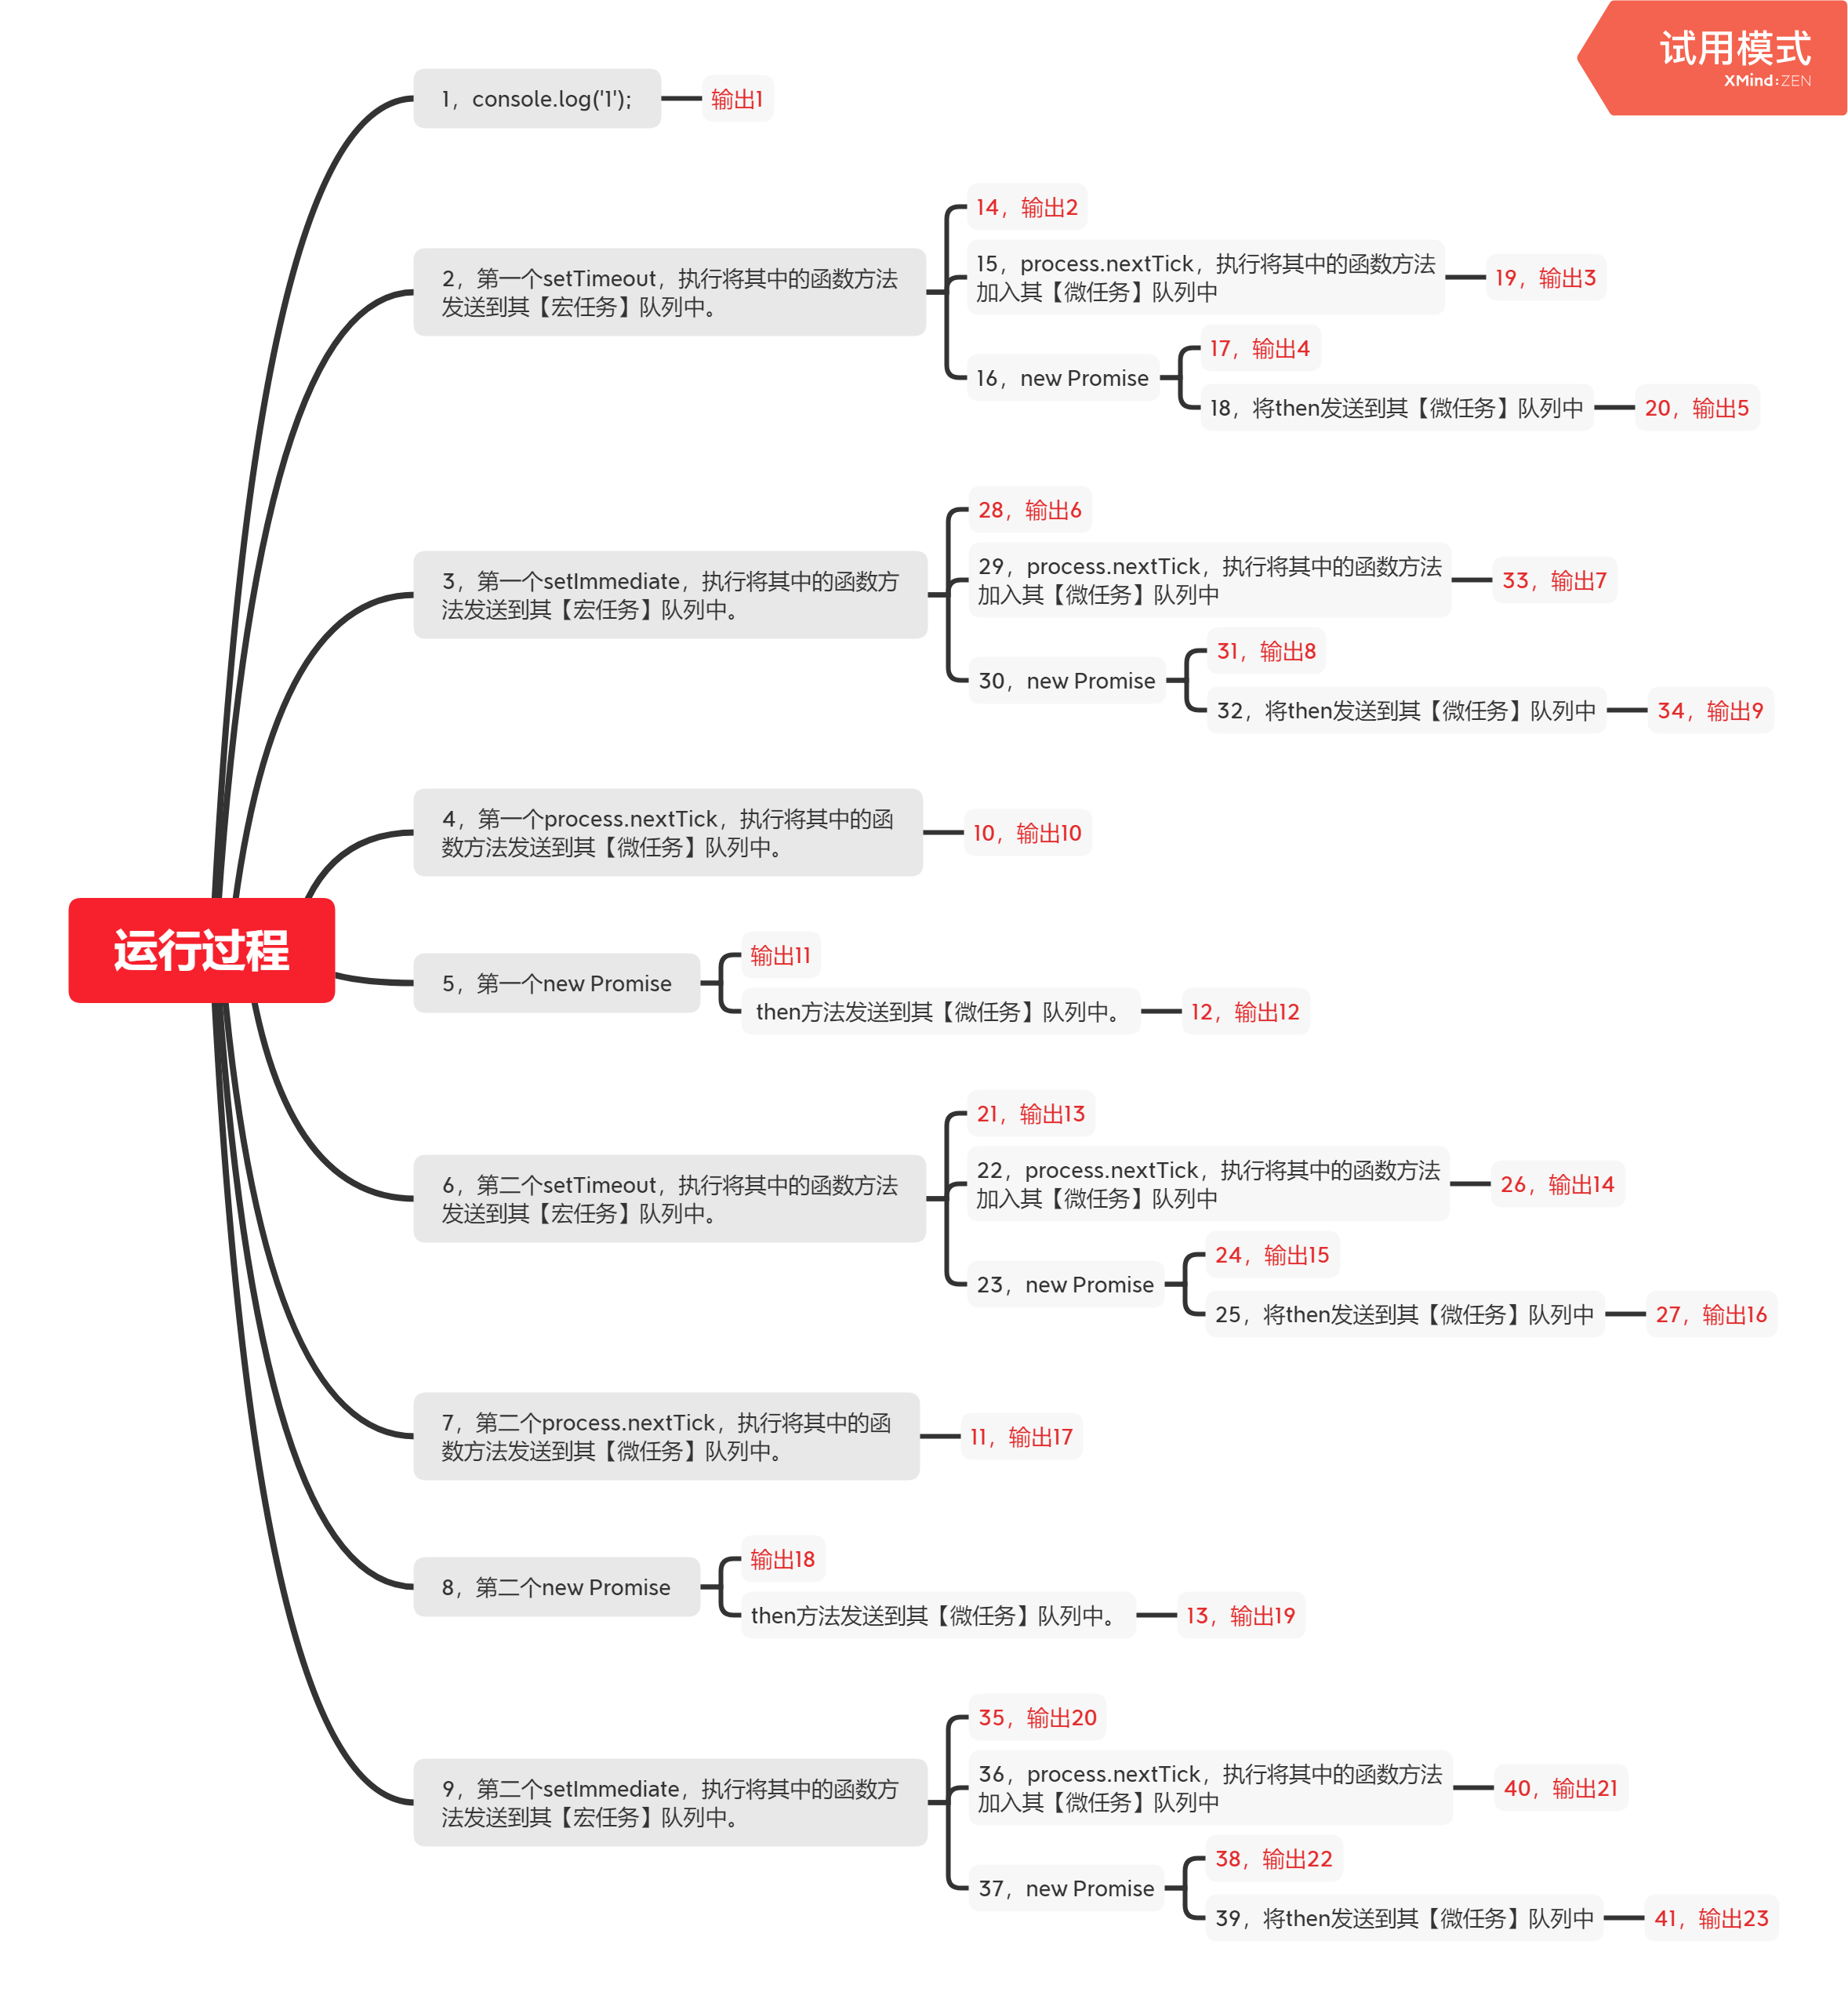 试用模式
XMind:ZEN
运行过程
1，console.log('1');
输出1
2，第一个setTimeout，执行将其中的函数方法
发送到其【宏任务】队列中。
14，输出2
15，process.nextTick，执行将其中的函数方法
加入其【微任务】队列中
19，输出3
16，new Promise
17，输出4
18，将then发送到其【微任务】队列中
20，输出5
3，第一个setImmediate，执行将其中的函数方
法发送到其【宏任务】队列中。
28，输出6
29，process.nextTick，执行将其中的函数方法
加入其【微任务】队列中
33，输出7
30，new Promise
31，输出8
32，将then发送到其【微任务】队列中
34，输出9
4，第一个process.nextTick，执行将其中的函
数方法发送到其【微任务】队列中。
10，输出10
5，第一个new Promise
输出11
then方法发送到其【微任务】队列中。
12，输出12
6，第二个setTimeout，执行将其中的函数方法
发送到其【宏任务】队列中。
21，输出13
22，process.nextTick，执行将其中的函数方法
加入其【微任务】队列中
26，输出14
23，new Promise
24，输出15
25，将then发送到其【微任务】队列中
27，输出16
7，第二个process.nextTick，执行将其中的函
数方法发送到其【微任务】队列中。
11，输出17
8，第二个new Promise
输出18
then方法发送到其【微任务】队列中。
13，输出19
9，第二个setImmediate，执行将其中的函数方
法发送到其【宏任务】队列中。
35，输出20
36，process.nextTick，执行将其中的函数方法
加入其【微任务】队列中
40，输出21
37，new Promise
38，输出22
39，将then发送到其【微任务】队列中
41，输出23